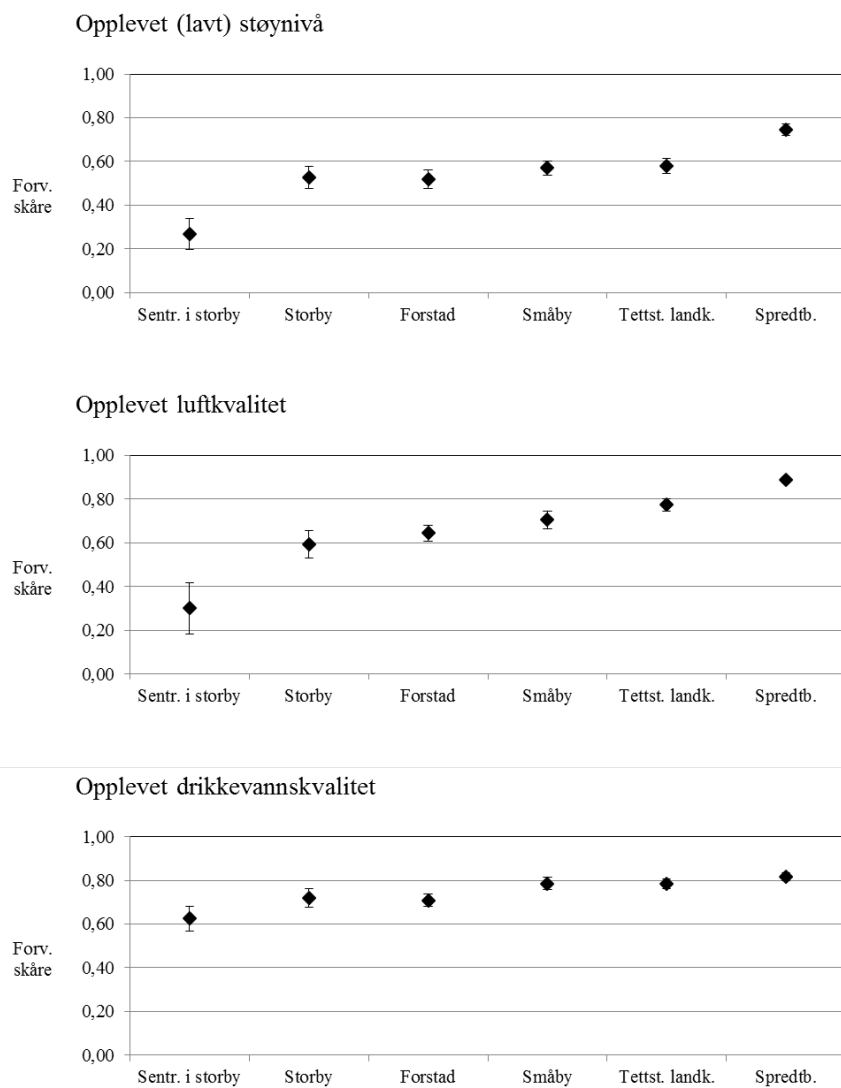 Opplevet (lavt) støynivå
1,00
0,80
0,60
Forv.
skåre
0,40
0,20
0,00
Sentr. i storby Storby Forstad Småby Tettst. landk. Spredtb.
Opplevet luftkvalitet
1,00
0,80
0,60
Forv.
skåre
0,40
0,20
0,00
Sentr. i storby Storby Forstad Småby Tettst. landk. Spredtb.
Opplevet drikkevannskvalitet
1,00
0,80
0,60
Forv.
skåre
0,40
0,20
0,00
Sentr. i storby Storby Forstad Småby Tettst. landk. Spredtb.